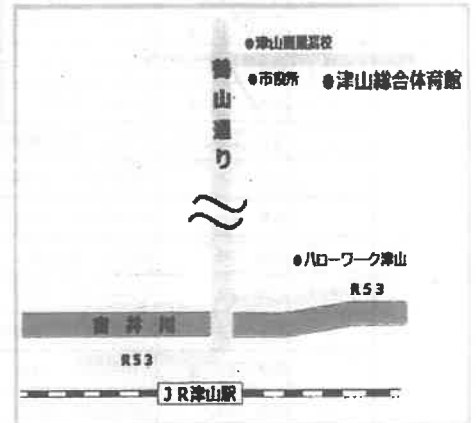 ●津山商業高校
●市役所
●津山総合体育館
鶴山通り
●ハローワーク津山
R53
吉井川
R53
JR津山駅